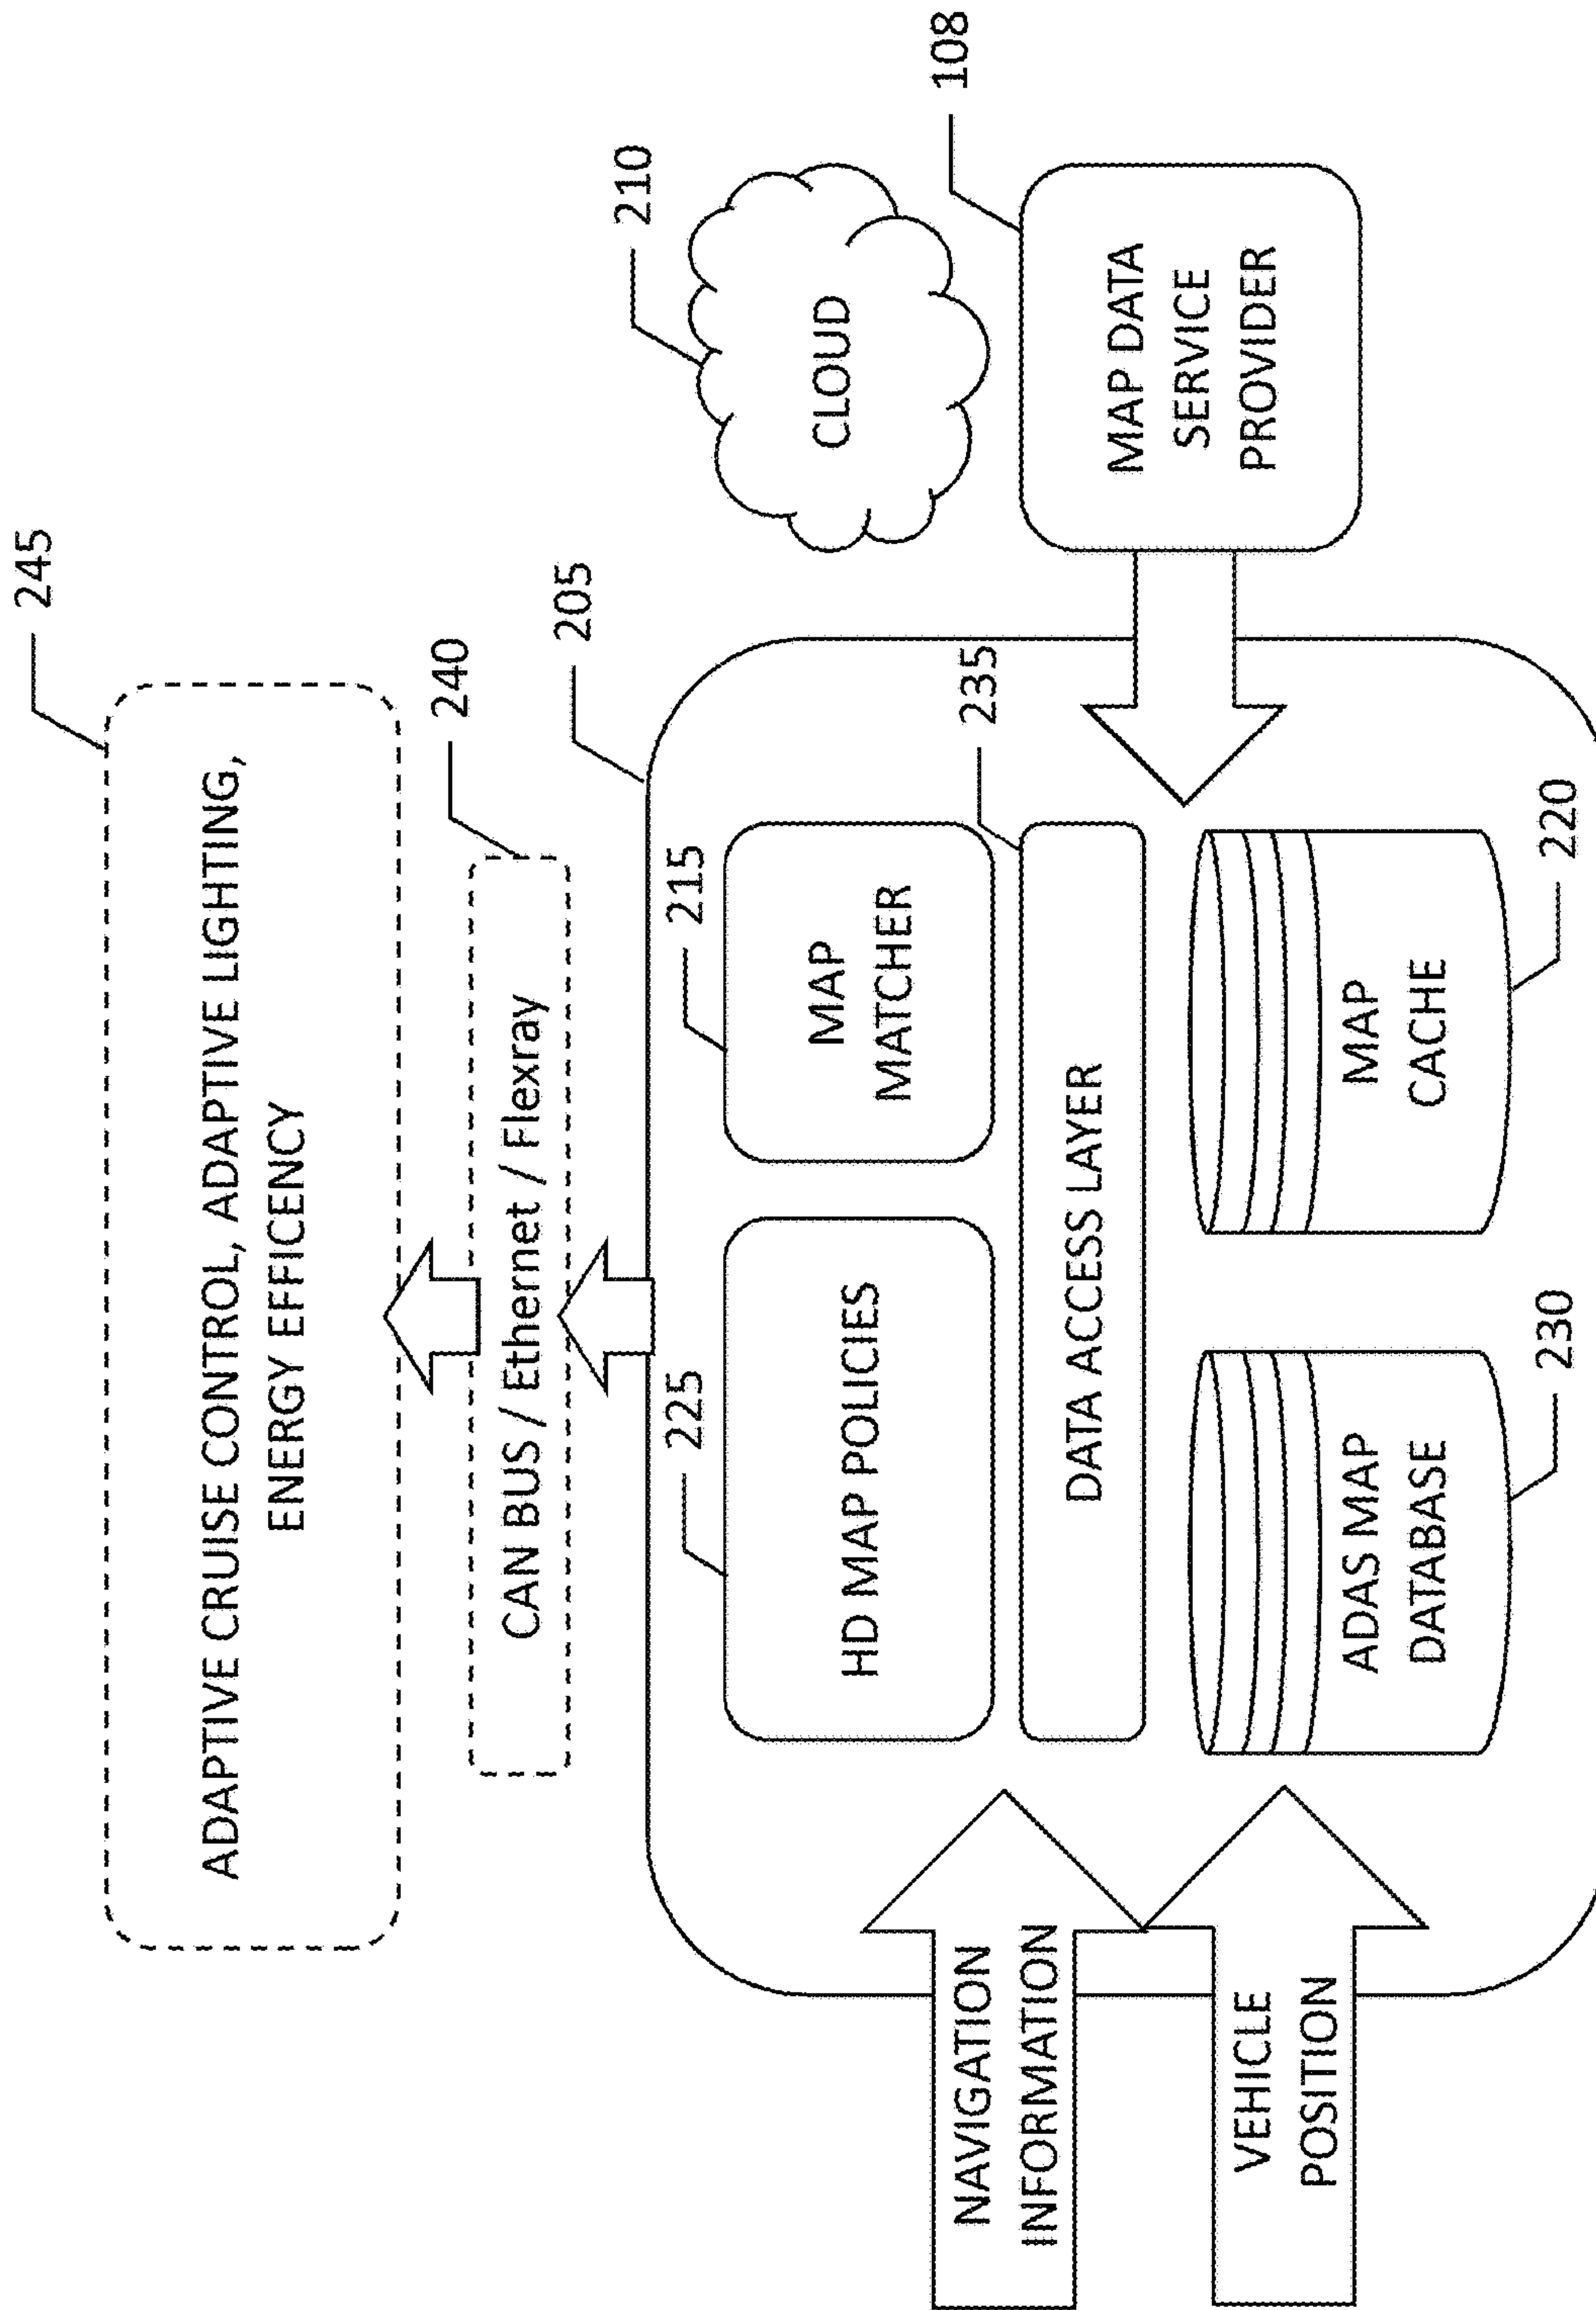 245
ADAPTIVE CRUISE CONTROL, ADAPTIVE LIGHTING,
ENERGY EFFICENCY
240
CAN BUS / Ethernet / Flexray
205
210
CLOUD
225
HD MAP POLICIES
215
MAP
MATCHER
108
MAP DATA
SERVICE
PROVIDER
NAVIGATION
INFORMATION
235
DATA ACCESS LAYER
VEHICLE
POSITION
ADAS MAP
DATABASE
230
MAP
CACHE
220